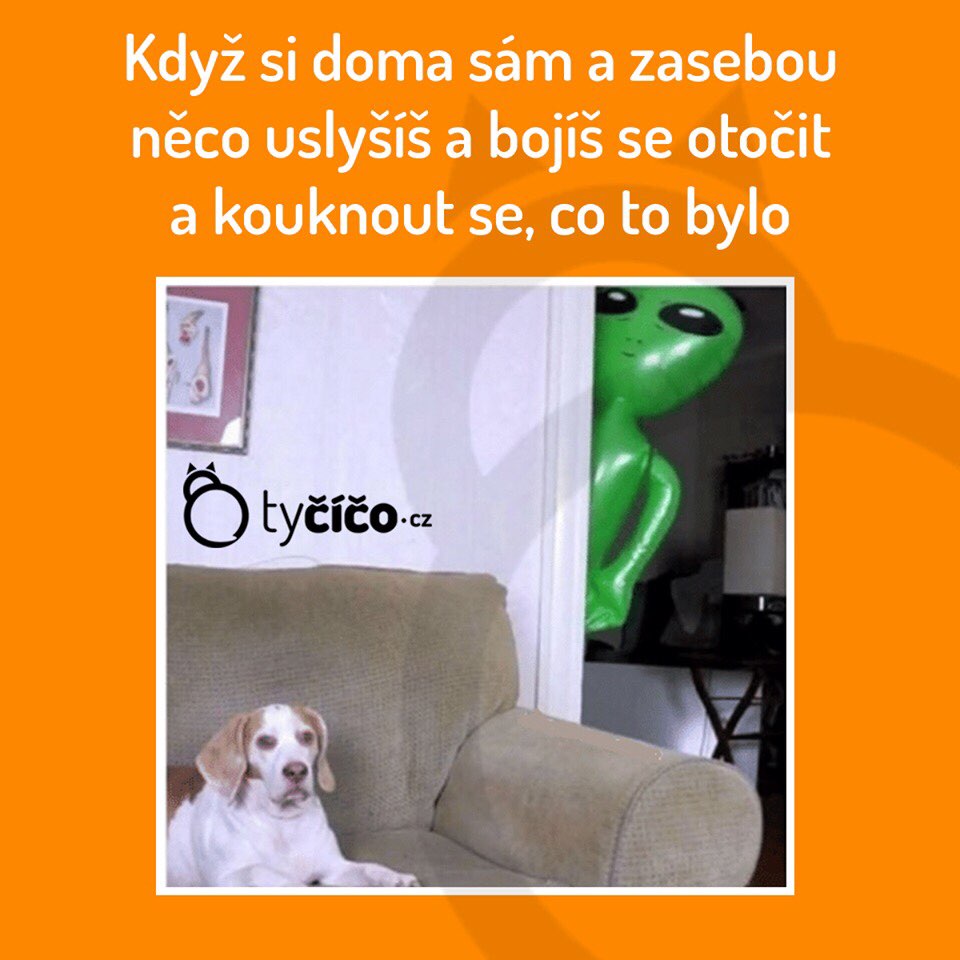 Když si doma sám a zasebou
něco uslyšíš a bojíš se otočit
a kouknout se, co to bylo
tyčíčo.cz